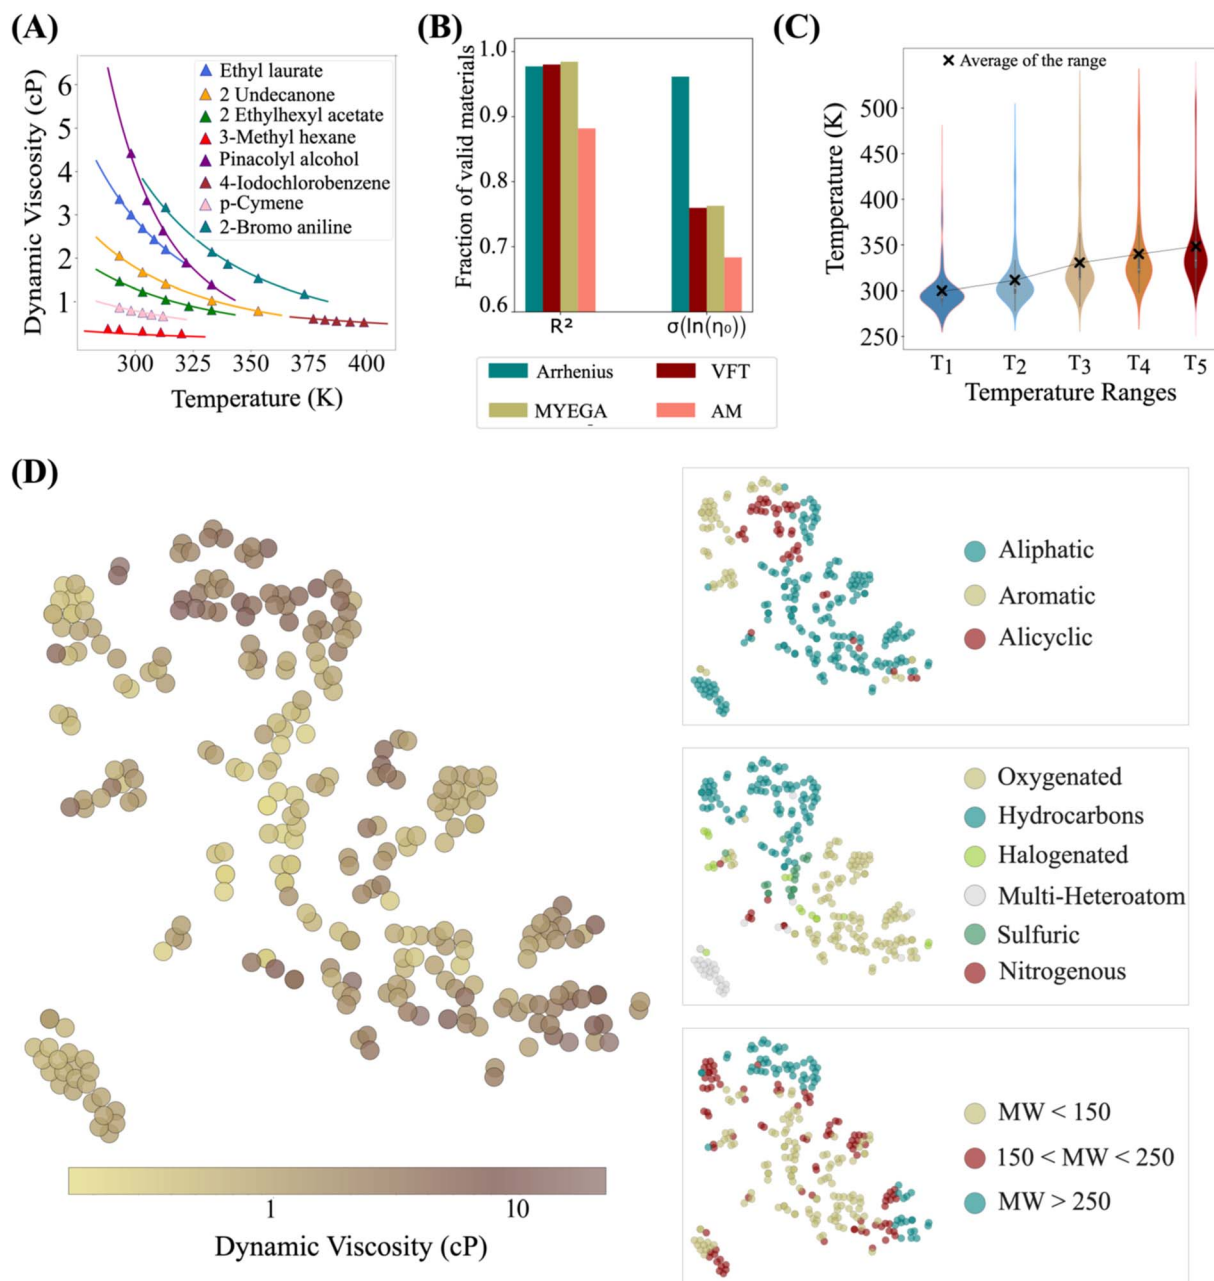 (A)
Dynamic Viscosity (cP)
6
5
4
3
2
1
300
325
350
375
400
Temperature (K)
Ethyl laurate
2 Undecanone
2 Ethylhexyl acetate
3-Methyl hexane
Pinacolyl alcohol
4-Iodochlorobenzene
p-Cymene
2-Bromo aniline
(B)
Fraction of valid materials
1.0
0.9
0.8
0.7
0.6
R²
σ(ln(η₀))
Arrhenius
VFT
MYEGA
AM
(C)
Average of the range
Temperature (K)
500
400
350
300
250
T₁
T₂
T₃
T₄
T₅
Temperature Ranges
(D)
1
10
Dynamic Viscosity (cP)
Aliphatic
Aromatic
Alicyclic
Oxygenated
Hydrocarbons
Halogenated
Multi-Heteroatom
Sulfuric
Nitrogenous
MW < 150
150 < MW < 250
MW > 250